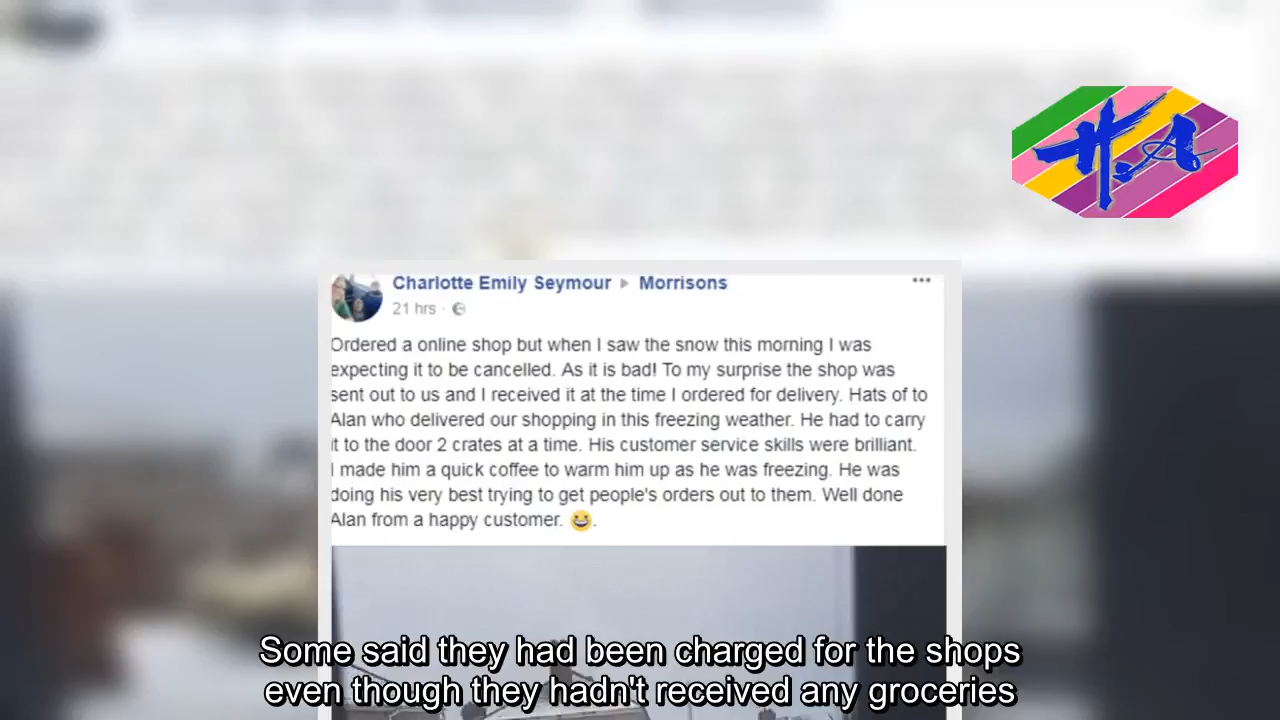 H.A
Charlotte Emily Seymour ▸ Morrisons
21 hrs ·
Ordered a online shop but when I saw the snow this morning I was
expecting it to be cancelled. As it is bad! To my surprise the shop was
sent out to us and I received it at the time I ordered for delivery. Hats of to
Alan who delivered our shopping in this freezing weather. He had to carry
it to the door 2 crates at a time. His customer service skills were brilliant.
I made him a quick coffee to warm him up as he was freezing. He was
doing his very best trying to get people's orders out to them. Well done
Alan from a happy customer. 😀.
Some said they had been charged for the shops
even though they hadn't received any groceries